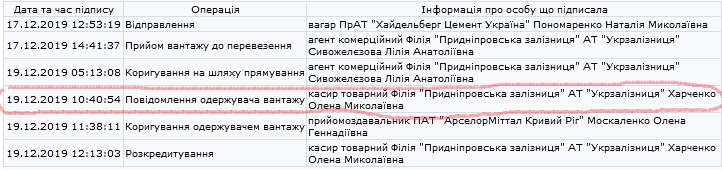 Дата та час підпису Операція Інформація про особу що підписала
17.12.2019 12:53:19 Відправлення вагар ПрАТ "Хайдельберг Цемент Україна" Пономаренко Наталія Миколаївна
17.12.2019 14:41:37 Прийом вантажу до перевезення агент комерційний Філія "Придніпровська залізниця" АТ "Укрзалізниця"
Сивожелєзова Лілія Анатоліївна
19.12.2019 05:13:08 Коригування на шляху прямування агент комерційний Філія "Придніпровська залізниця" АТ "Укрзалізниця"
Сивожелєзова Лілія Анатоліївна
19.12.2019 10:40:54 Повідомлення одержувача вантажу касир товарний Філія "Придніпровська залізниця" АТ "Укрзалізниця" Харченко
Олена Миколаївна
19.12.2019 11:38:11 Коригування одержувачем вантажу прийомоздавальник ПАТ "АрселорМіттал Кривий Ріг" Москаленко Олена
Геннадіївна
19.12.2019 12:13:03 Розкредитування касир товарний Філія "Придніпровська залізниця" АТ "Укрзалізниця" Харченко
Олена Миколаївна